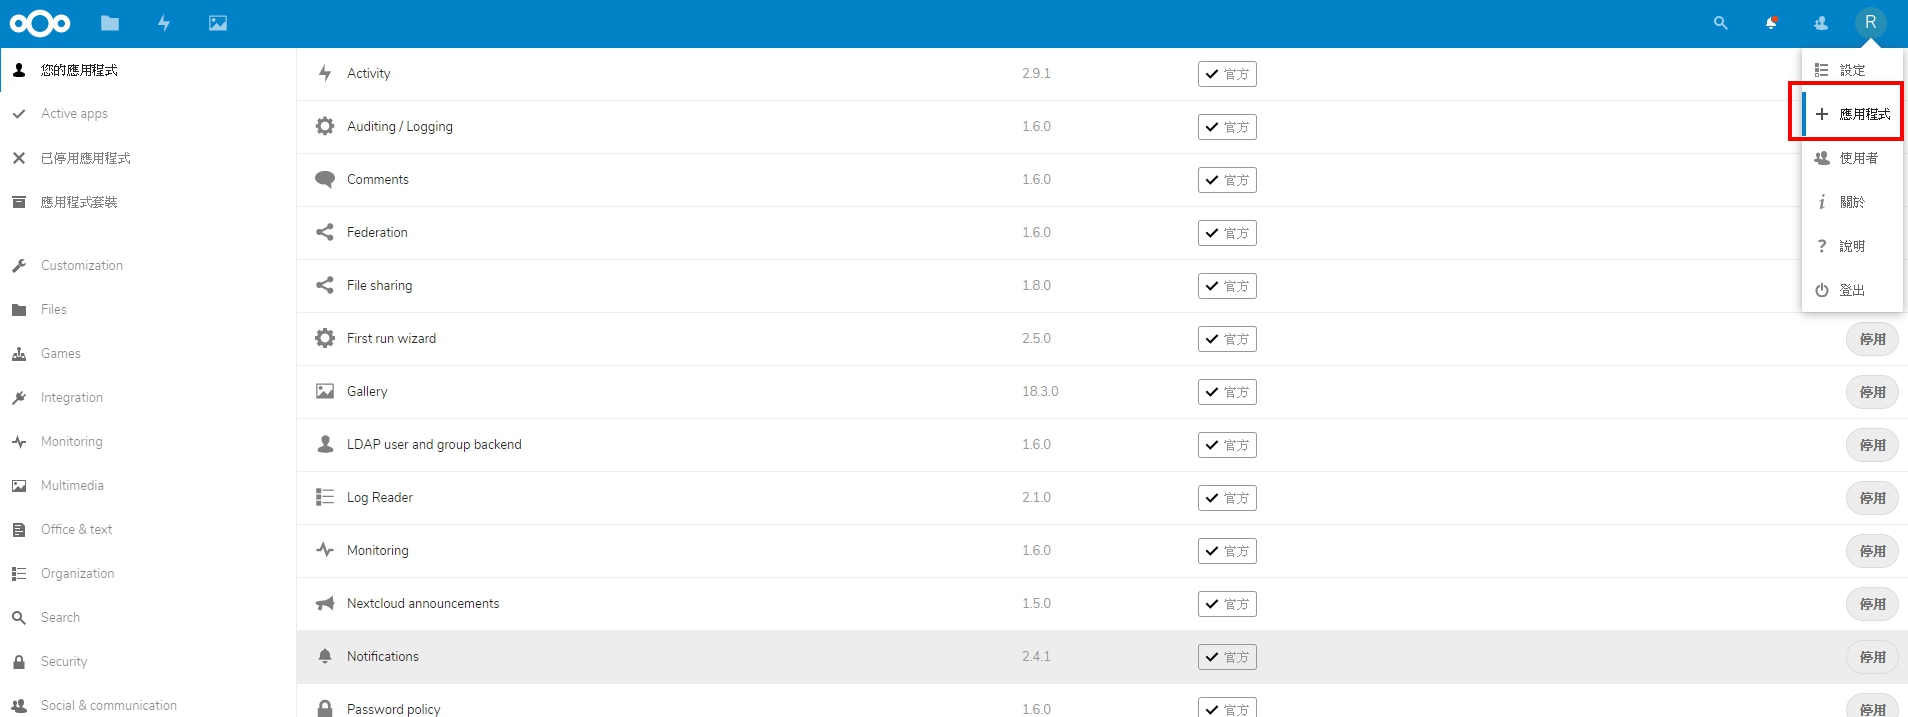 R
您的應用程式
Active apps
已停用應用程式
應用程式套裝
Customization
Files
Games
Integration
Monitoring
Multimedia
Office & text
Organization
Search
Security
Social & communication
Activity 2.9.1 官方
Auditing / Logging 1.6.0 官方
Comments 1.6.0 官方
Federation 1.6.0 官方
File sharing 1.8.0 官方
First run wizard 2.5.0 官方 停用
Gallery 18.3.0 官方 停用
LDAP user and group backend 1.6.0 官方 停用
Log Reader 2.1.0 官方 停用
Monitoring 1.6.0 官方 停用
Nextcloud announcements 1.5.0 官方 停用
Notifications 2.4.1 官方 停用
Password policy 1.6.0 官方 停用
設定
應用程式
使用者
關於
說明
登出